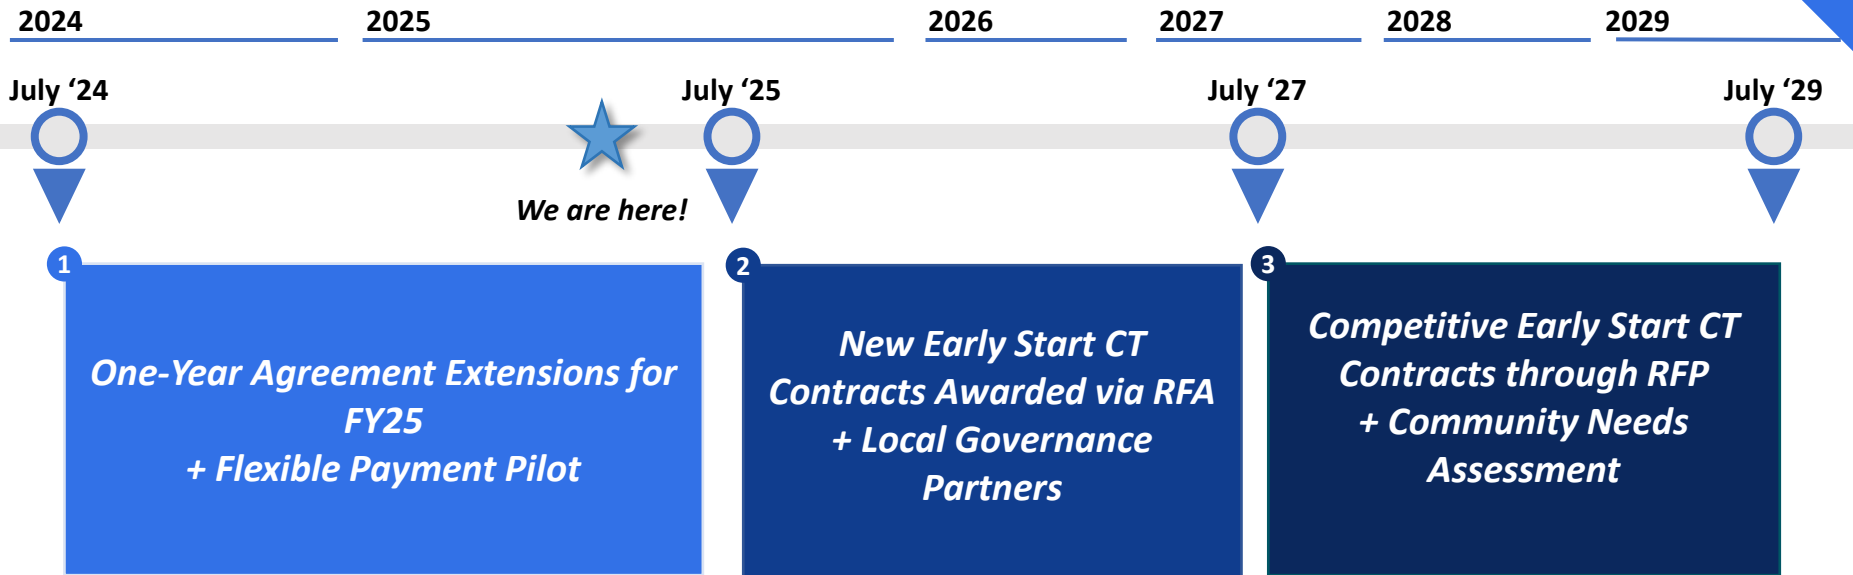 2024
2025
2026
2027
2028
2029
July ‘24
July ‘25
July ‘27
July ‘29
We are here!
1
One-Year Agreement Extensions for
FY25
+ Flexible Payment Pilot
2
New Early Start CT
Contracts Awarded via RFA
+ Local Governance
Partners
3
Competitive Early Start CT
Contracts through RFP
+ Community Needs
Assessment